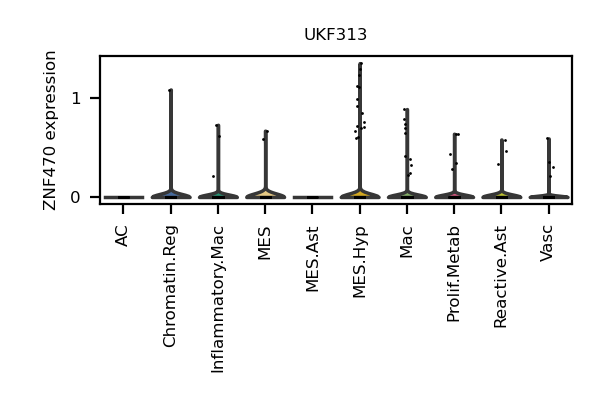 UKF313
ZNF470 expression
1
0
AC
Chromatin.Reg
Inflammatory.Mac
MES
MES.Ast
MES.Hyp
Mac
Prolif.Metab
Reactive.Ast
Vasc